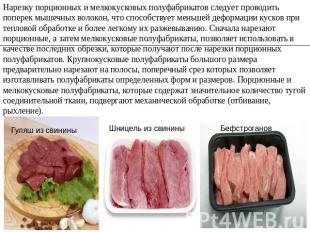 Нарезку порционных и мелкокусковых полуфабрикатов следует проводить
поперек мышечных волокон, что способствует меньшей деформации кусков при
тепловой обработке и более легкому их разжевыванию. Сначала нарезают
порционные, а затем мелкокусковые полуфабрикаты, позволяет использовать в
качестве последних обрезки, которые получают после нарезки порционных
полуфабрикатов. Крупнокусковые полуфабрикаты большого размера
предварительно нарезают на полосы, поперечный срез которых позволяет
изготавливать полуфабрикаты определенных форм и размеров. Порционные и
мелкокусковые полуфабрикаты, которые содержат значительное количество тугой
соединительной ткани, подвергают механической обработке (отбивание,
рыхление).
Гуляш из свинины
Шницель из свинины
Бефстроганов
PPt4WEB.ru